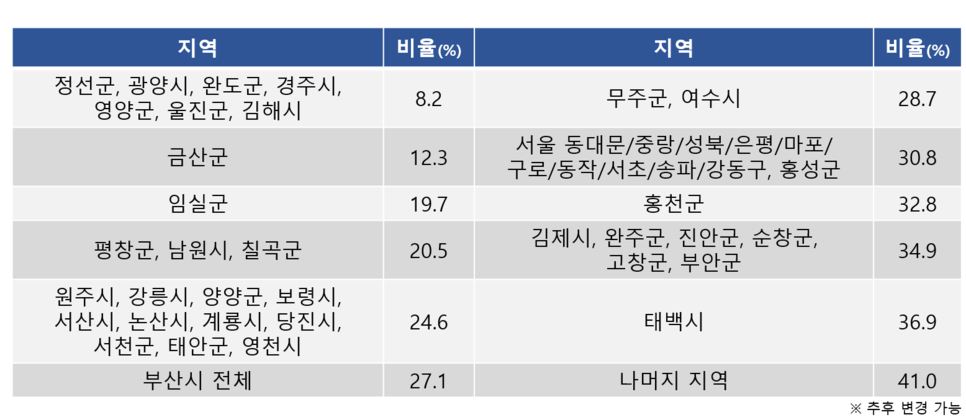 지역 비율(%) 지역 비율(%)
정선군, 광양시, 완도군, 경주시,
영양군, 울진군, 김해시
8.2
무주군, 여수시
28.7
금산군
12.3
서울 동대문/중랑/성북/은평/마포/
구로/동작/서초/송파/강동구, 홍성군
30.8
임실군
19.7
홍천군
32.8
평창군, 남원시, 칠곡군
20.5
김제시, 완주군, 진안군, 순창군,
고창군, 부안군
34.9
원주시, 강릉시, 양양군, 보령시,
서산시, 논산시, 계룡시, 당진시,
서천군, 태안군, 영천시
24.6
태백시
36.9
부산시 전체
27.1
나머지 지역
41.0
※ 추후 변경 가능